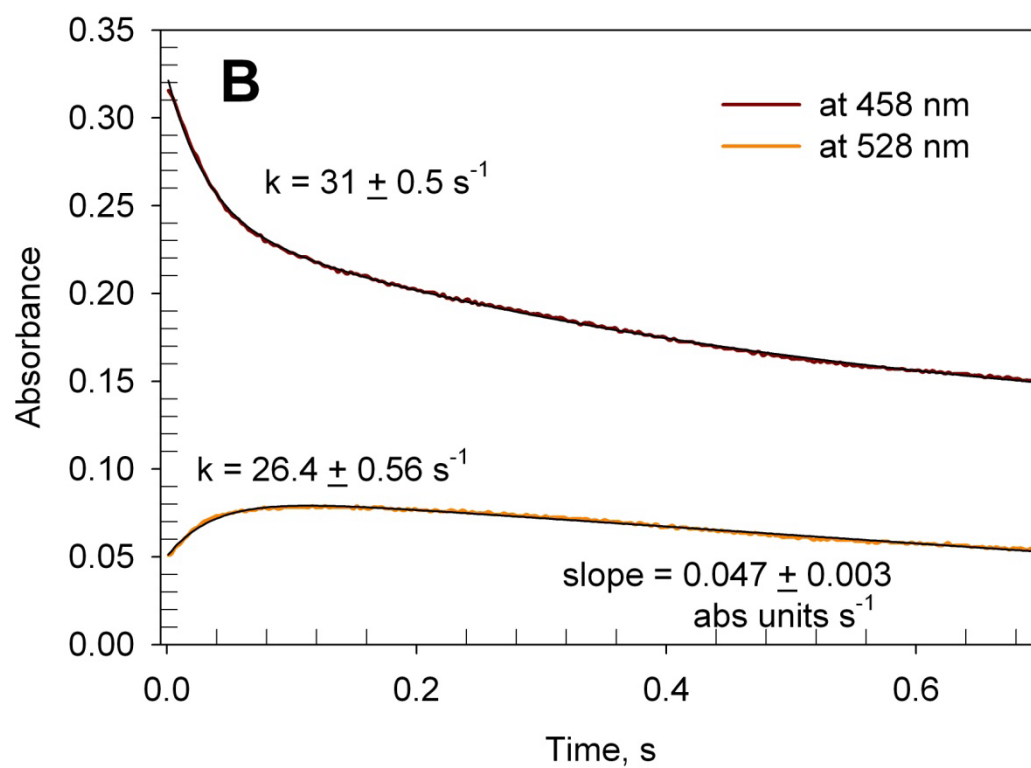 B
at 458 nm
at 528 nm
k = 31 ± 0.5 s⁻¹
k = 26.4 ± 0.56 s⁻¹
slope = 0.047 ± 0.003
abs units s⁻¹
Absorbance
0.35
0.30
0.25
0.20
0.15
0.10
0.05
0.00
0.0 0.2 0.4 0.6
Time, s